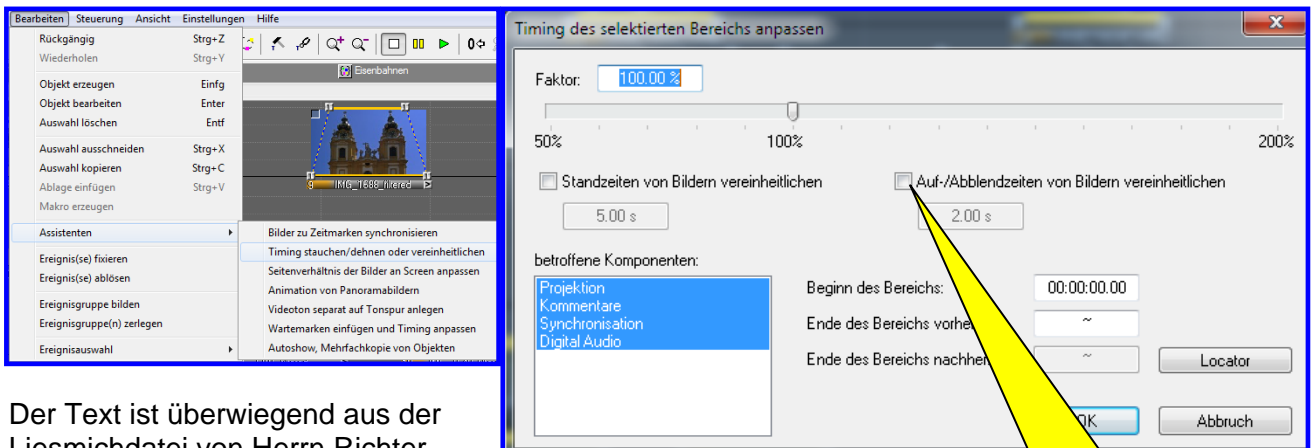 Bearbeiten Steuerung Ansicht Einstellungen Hilfe
Rückgängig Strg+Z
Wiederholen Strg+Y
Objekt erzeugen Einfg
Objekt bearbeiten Enter
Auswahl löschen Entf
Auswahl ausschneiden Strg+X
Auswahl kopieren Strg+C
Ablage einfügen Strg+V
Makro erzeugen
Assistenten
Ereignis(se) fixieren
Ereignis(se) ablösen
Ereignisgruppe bilden
Ereignisgruppe(n) zerlegen
Ereignisauswahl
Eisenbahnen
9
Bilder zu Zeitmarken synchronisieren
Timing stauchen/dehnen oder vereinheitlichen
Seitenverhältnis der Bilder an Screen anpassen
Animation von Panoramabildern
Videoton separat auf Tonspur anlegen
Wartemarken einfügen und Timing anpassen
Autoshow, Mehrfachkopie von Objekten
Timing des selektierten Bereichs anpassen
Faktor: 100.00 %
50% 100% 200%
Standzeiten von Bildern vereinheitlichen Auf-/Abblendzeiten von Bildern vereinheitlichen
5.00 s 2.00 s
betroffene Komponenten:
Projektion
Kommentare
Synchronisation
Digital Audio
Beginn des Bereichs: 00:00:00.00
Ende des Bereichs ~
Ende des Bereichs ~ Locator
OK Abbruch
Der Text ist überwiegend aus der
Liesmichdatei von Herrn Richter